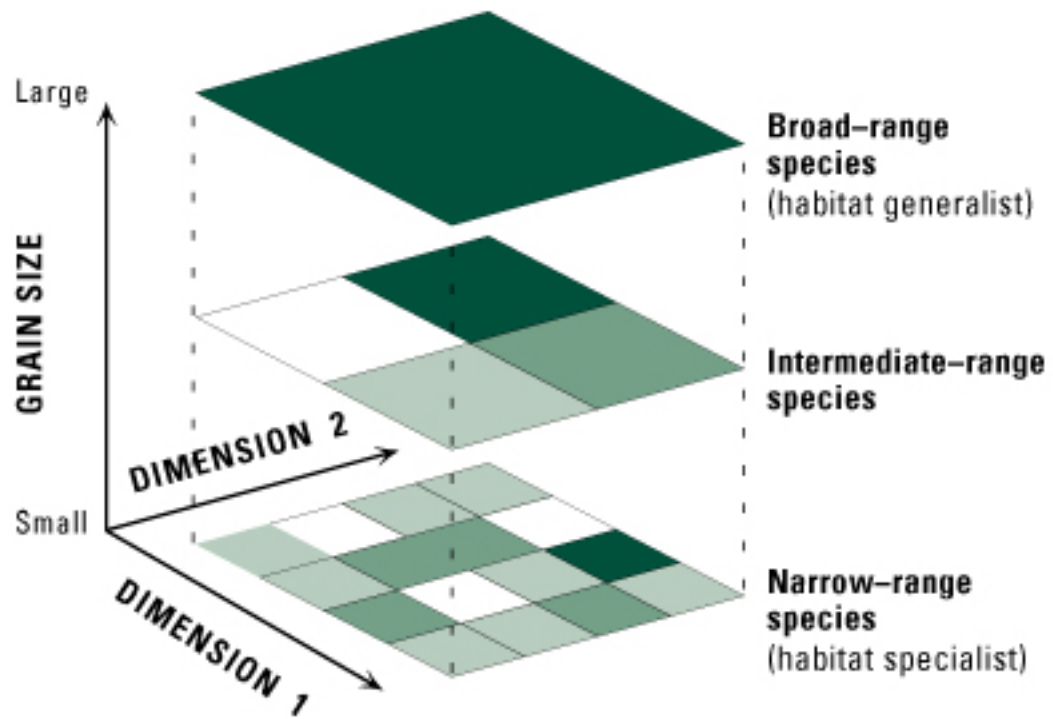 Large
Broad–range
species
(habitat generalist)
GRAIN SIZE
Intermediate–range
species
DIMENSION 2
Small
Narrow–range
species
(habitat specialist)
DIMENSION 1